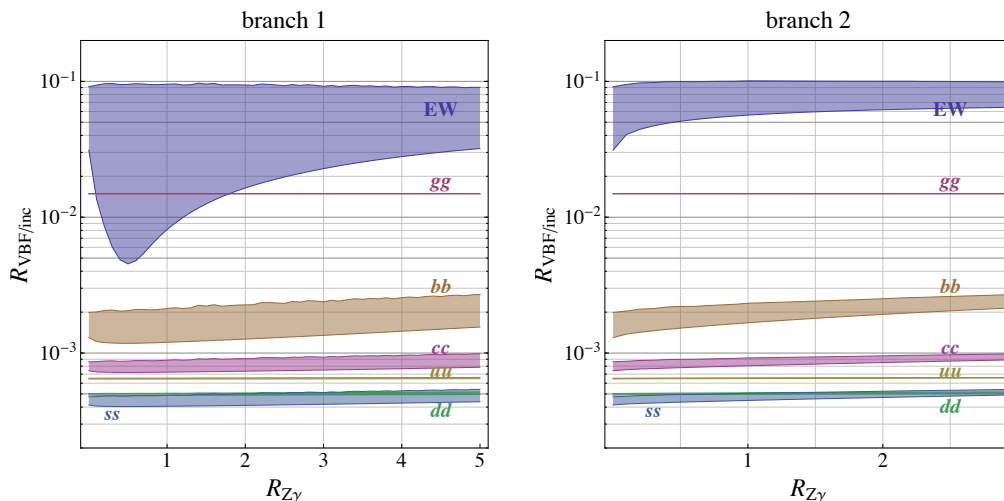 branch 1
R_VBF/inc
10^-1
10^-2
10^-3
EW
gg
bb
cc
uu
ss
dd
1
2
3
4
5
R_Zγ
branch 2
R_VBF/inc
10^-1
10^-2
10^-3
EW
gg
bb
cc
uu
ss
dd
1
2
R_Zγ